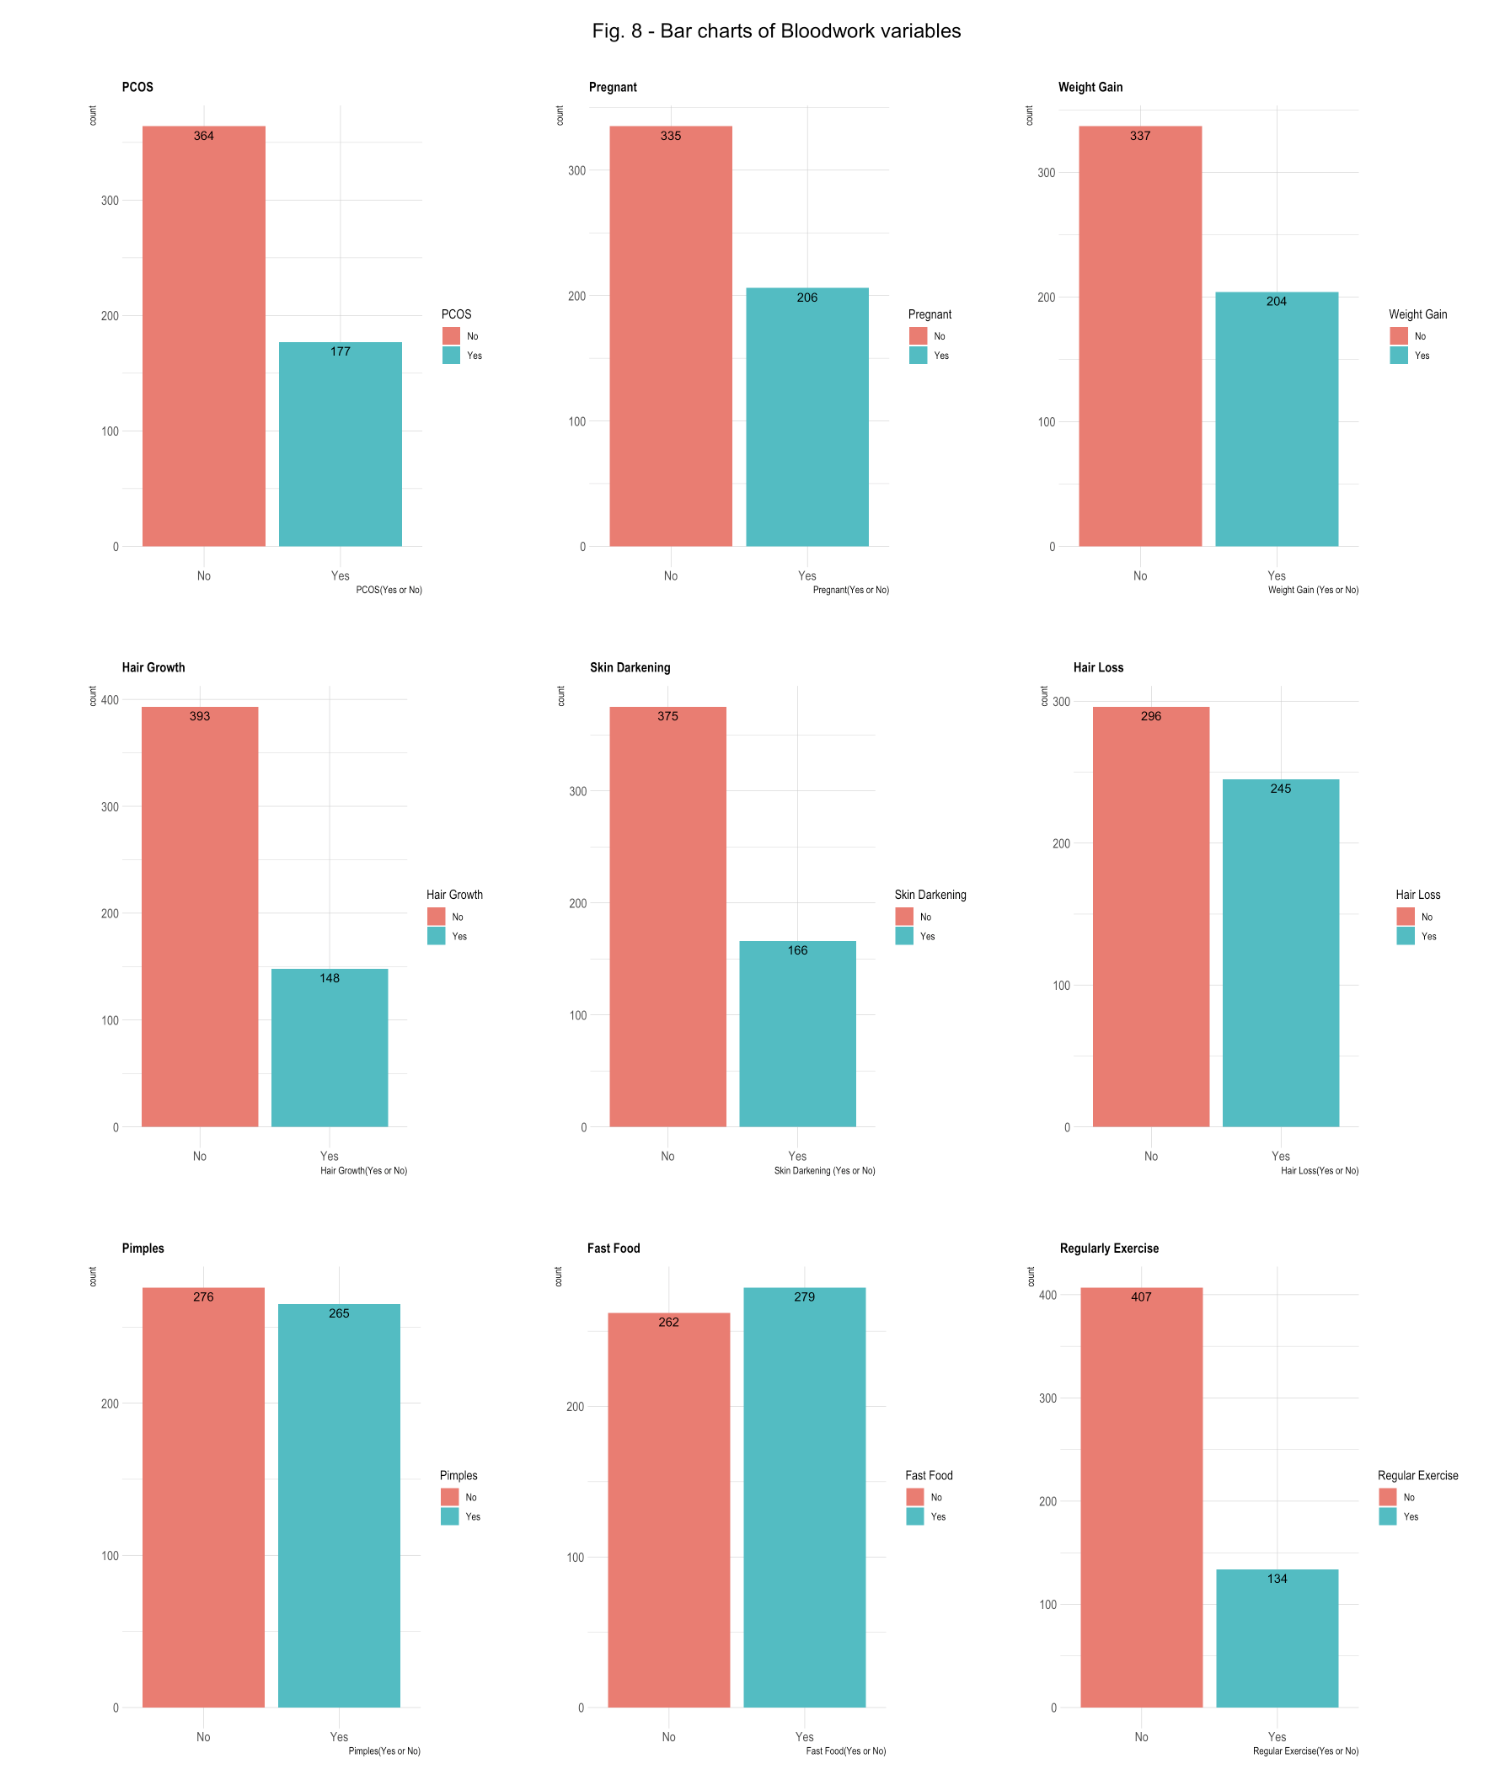 Fig. 8 - Bar charts of Bloodwork variables
PCOS
count
364
300
200
177
100
0
No
Yes
PCOS(Yes or No)
PCOS
No
Yes
Pregnant
count
335
300
206
200
100
0
No
Yes
Pregnant(Yes or No)
Pregnant
No
Yes
Weight Gain
count
337
300
204
200
100
0
No
Yes
Weight Gain (Yes or No)
Weight Gain
No
Yes
Hair Growth
count
400
393
300
200
148
100
0
No
Yes
Hair Growth(Yes or No)
Hair Growth
No
Yes
Skin Darkening
count
375
300
200
166
100
0
No
Yes
Skin Darkening (Yes or No)
Skin Darkening
No
Yes
Hair Loss
count
300
296
245
200
100
0
No
Yes
Hair Loss(Yes or No)
Hair Loss
No
Yes
Pimples
count
276
265
200
100
0
No
Yes
Pimples(Yes or No)
Pimples
No
Yes
Fast Food
count
279
262
200
100
0
No
Yes
Fast Food(Yes or No)
Fast Food
No
Yes
Regularly Exercise
count
400
407
300
200
134
100
0
No
Yes
Regular Exercise(Yes or No)
Regular Exercise
No
Yes